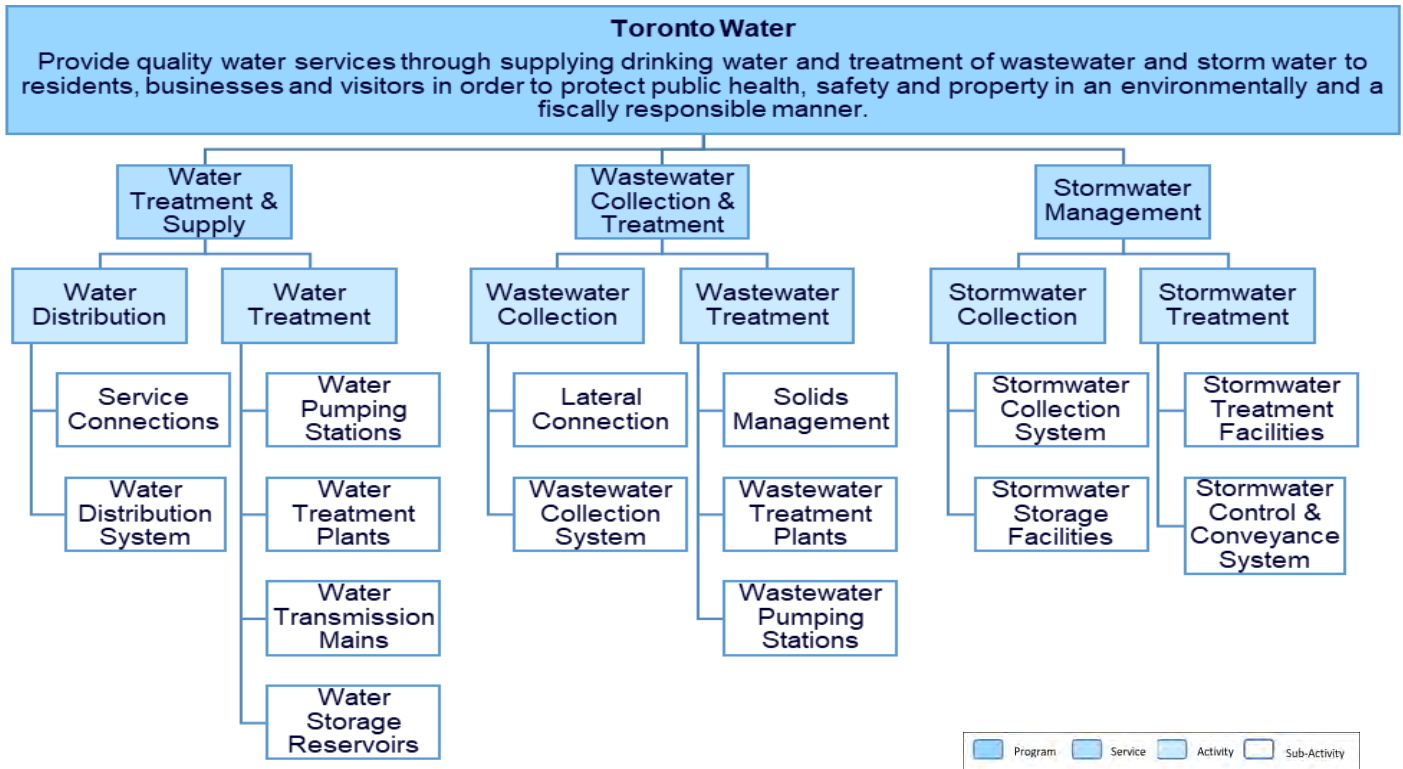 Toronto Water
Provide quality water services through supplying drinking water and treatment of wastewater and storm water to
residents, businesses and visitors in order to protect public health, safety and property in an environmentally and a
fiscally responsible manner.
Water
Treatment &
Supply
Wastewater
Collection &
Treatment
Stormwater
Management
Water
Distribution
Water
Treatment
Wastewater
Collection
Wastewater
Treatment
Stormwater
Collection
Stormwater
Treatment
Service
Connections
Water
Pumping
Stations
Lateral
Connection
Solids
Management
Stormwater
Collection
System
Stormwater
Treatment
Facilities
Water
Distribution
System
Water
Treatment
Plants
Wastewater
Collection
System
Wastewater
Treatment
Plants
Stormwater
Storage
Facilities
Stormwater
Control &
Conveyance
System
Water
Transmission
Mains
Wastewater
Pumping
Stations
Water
Storage
Reservoirs
Program Service Activity Sub-Activity